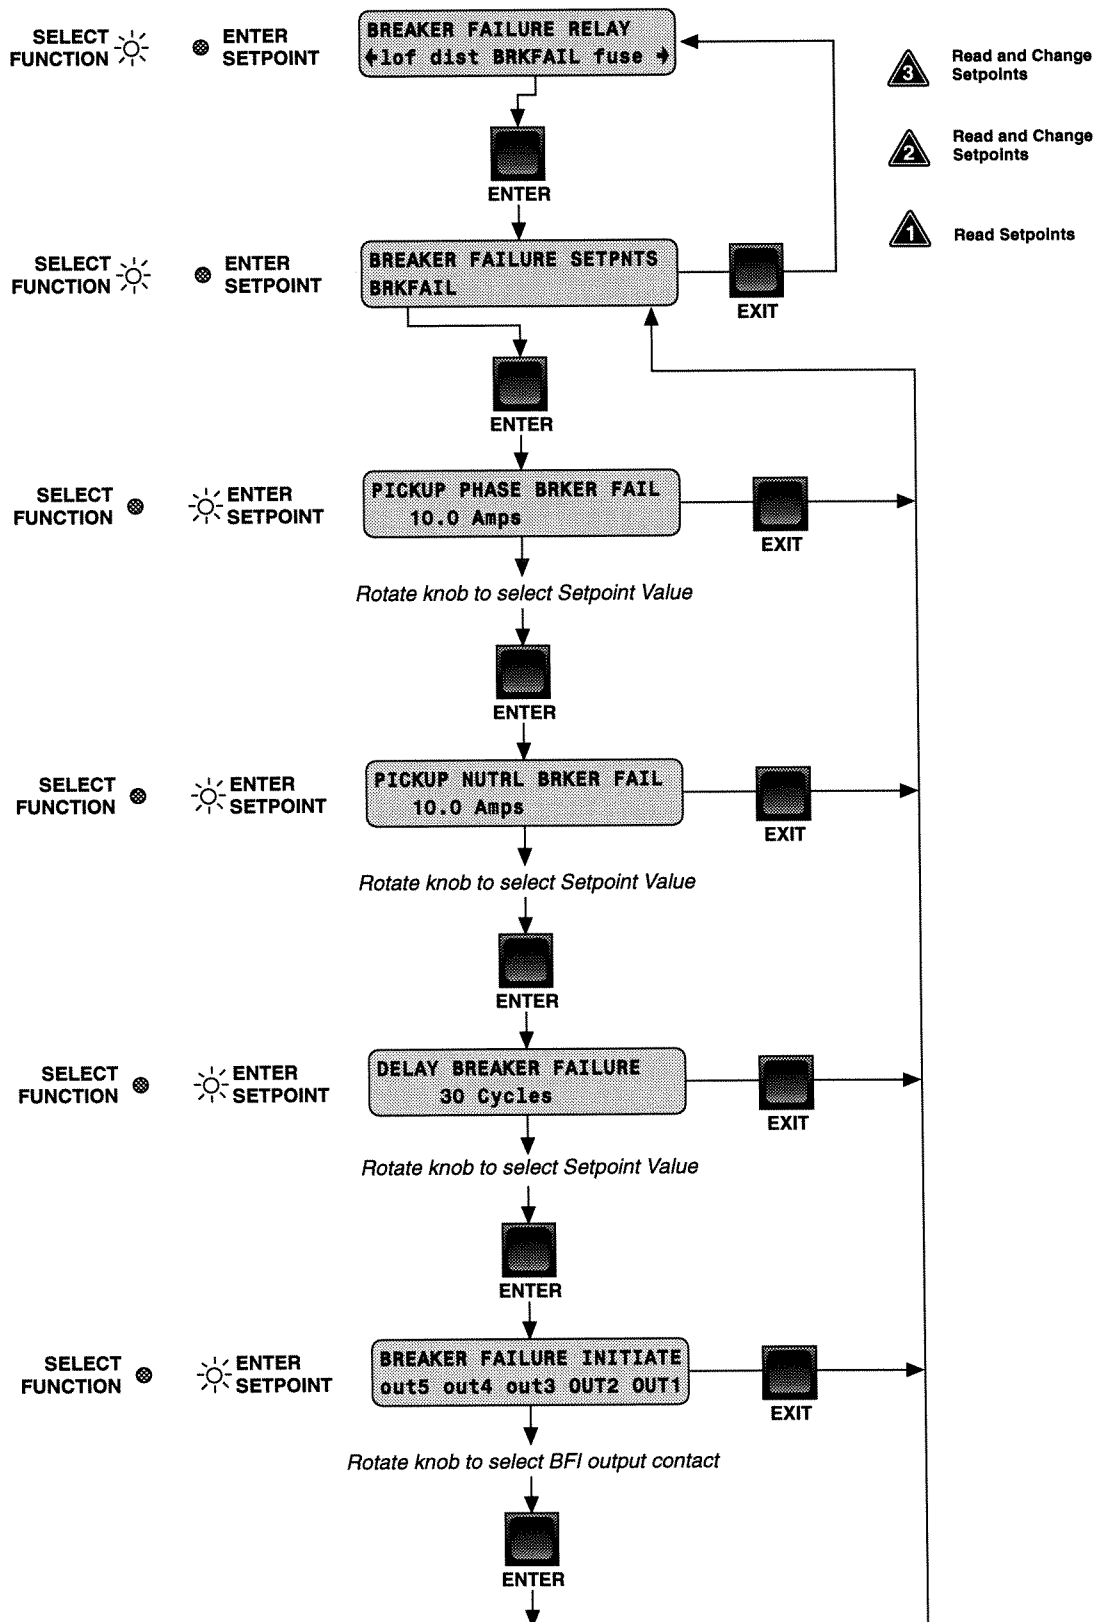 SELECT
FUNCTION
ENTER
SETPOINT
BREAKER FAILURE RELAY
←lof dist BRKFAIL fuse →
3
Read and Change
Setpoints
2
Read and Change
Setpoints
1
Read Setpoints
ENTER
SELECT
FUNCTION
ENTER
SETPOINT
BREAKER FAILURE SETPNTS
BRKFAIL
EXIT
ENTER
SELECT
FUNCTION
ENTER
SETPOINT
PICKUP PHASE BRKER FAIL
10.0 Amps
EXIT
Rotate knob to select Setpoint Value
ENTER
SELECT
FUNCTION
ENTER
SETPOINT
PICKUP NUTRL BRKER FAIL
10.0 Amps
EXIT
Rotate knob to select Setpoint Value
ENTER
SELECT
FUNCTION
ENTER
SETPOINT
DELAY BREAKER FAILURE
30 Cycles
EXIT
Rotate knob to select Setpoint Value
ENTER
SELECT
FUNCTION
ENTER
SETPOINT
BREAKER FAILURE INITIATE
out5 out4 out3 OUT2 OUT1
EXIT
Rotate knob to select BFI output contact
ENTER